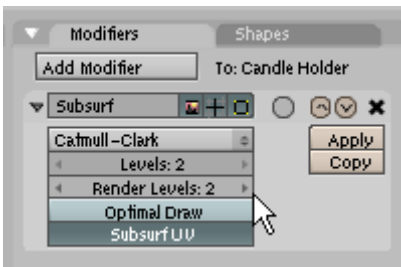 Modifiers Shapes
Add Modifier To: Candle Holder
Subsurf
Catmull-Clark Apply
Levels: 2 Copy
Render Levels: 2
Optimal Draw
Subsurf UV